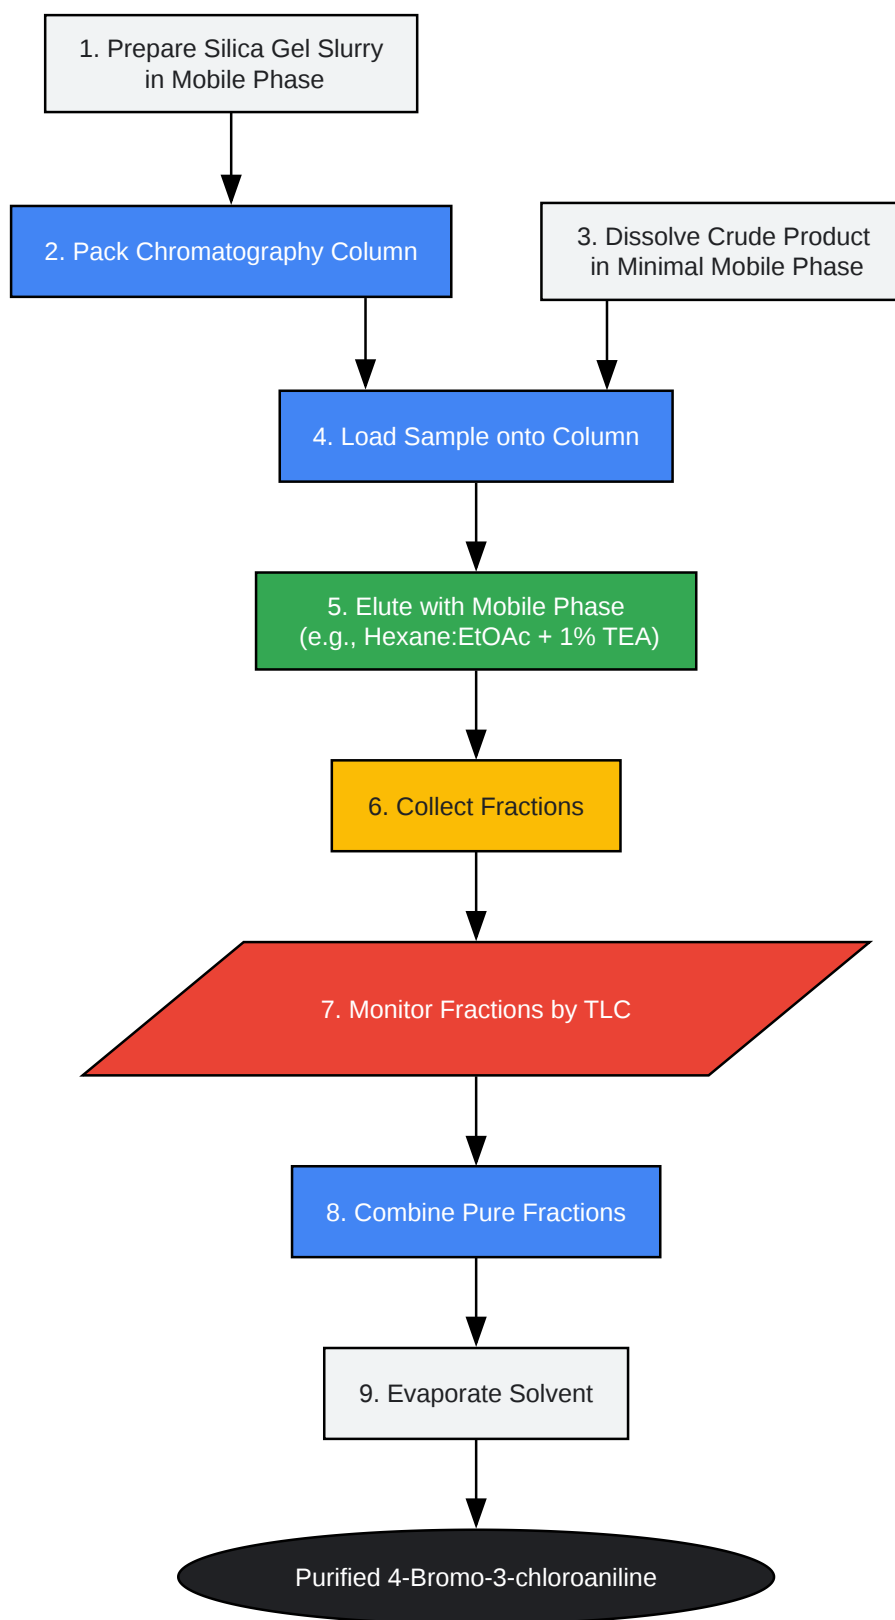 1. Prepare Silica Gel Slurry
in Mobile Phase
2. Pack Chromatography Column
3. Dissolve Crude Product
in Minimal Mobile Phase
4. Load Sample onto Column
5. Elute with Mobile Phase
(e.g., Hexane:EtOAc + 1% TEA)
6. Collect Fractions
7. Monitor Fractions by TLC
8. Combine Pure Fractions
9. Evaporate Solvent
Purified 4-Bromo-3-chloroaniline